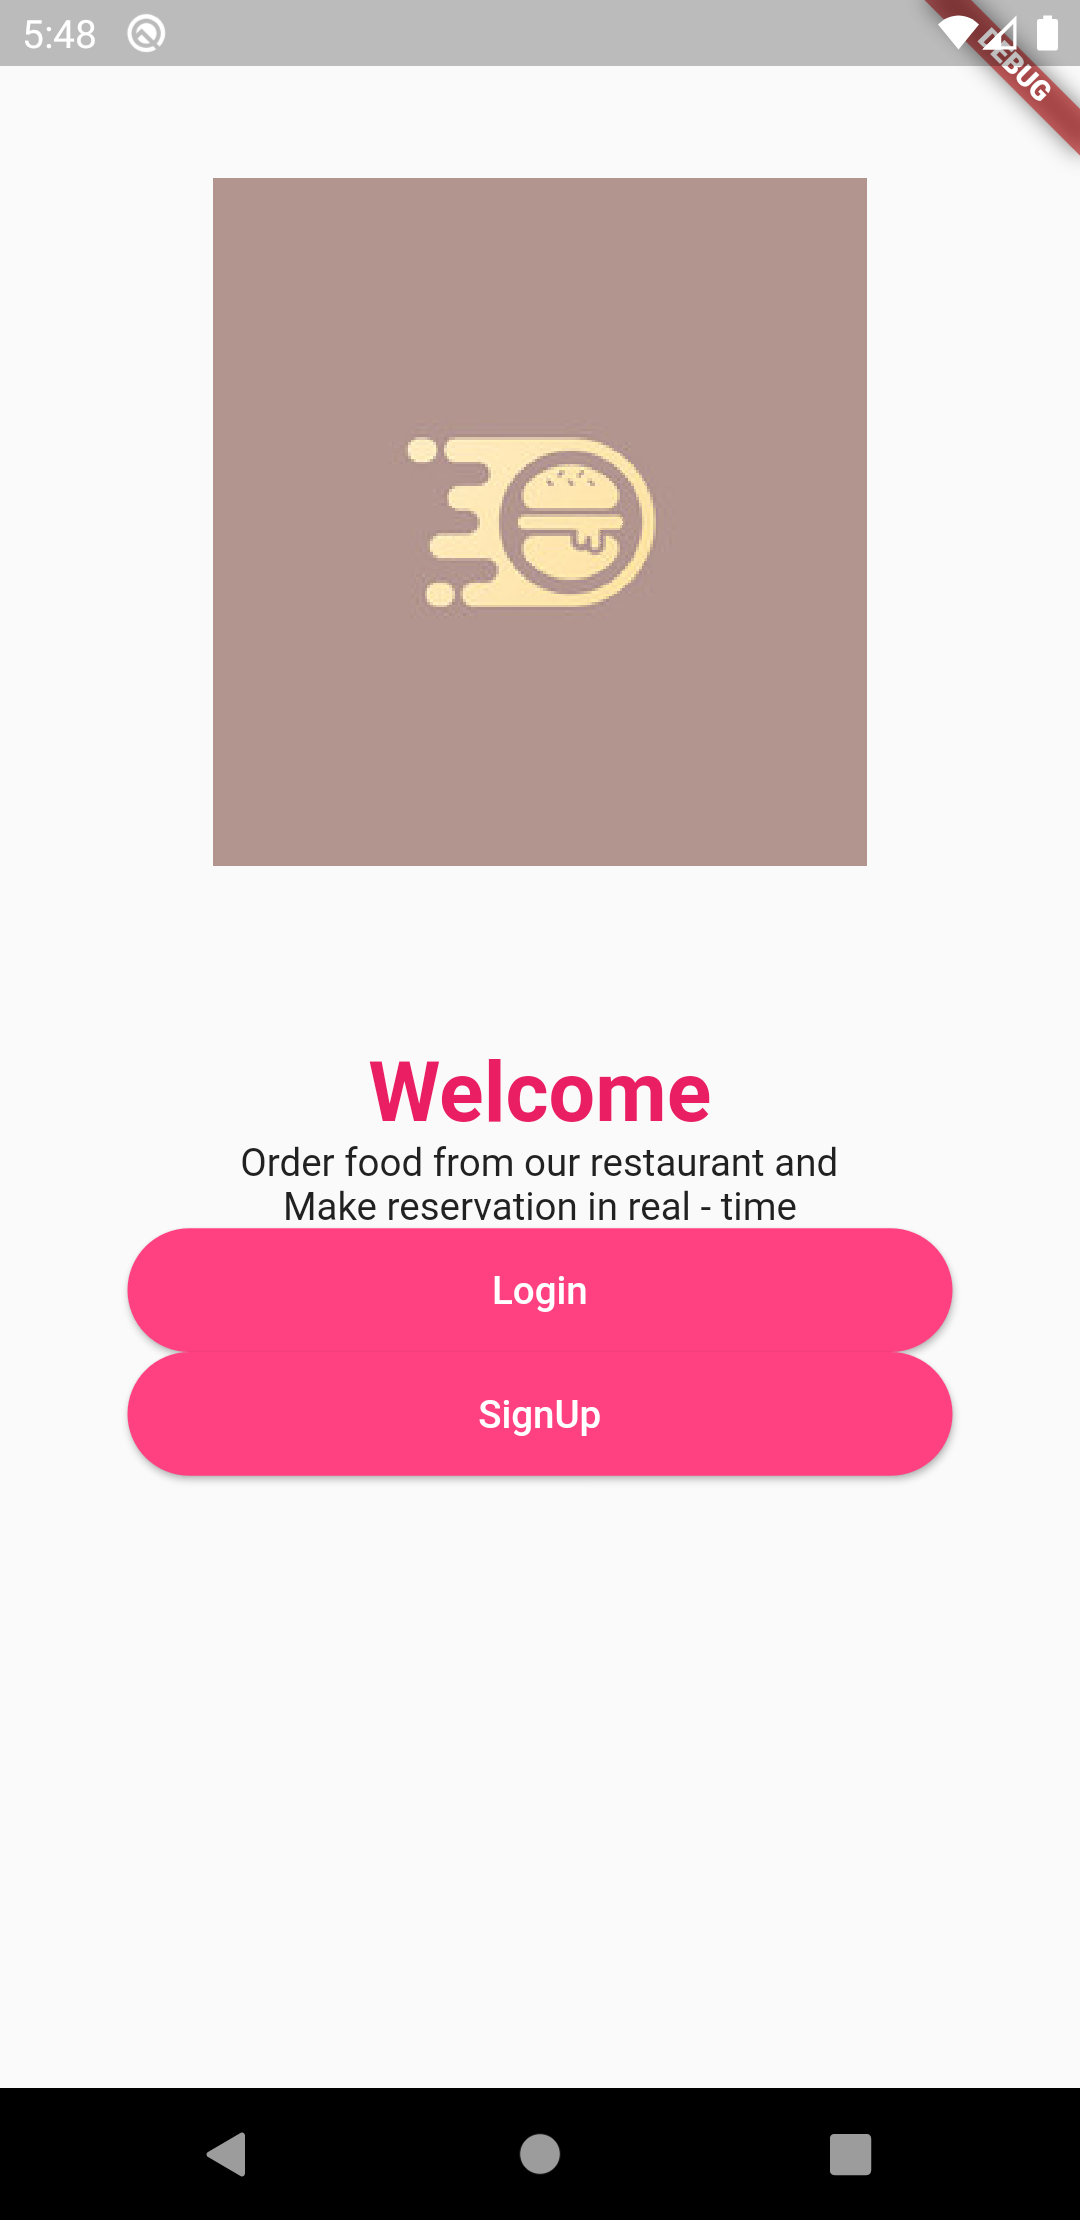 5:48
DEBUG
Welcome
Order food from our restaurant and
Make reservation in real - time
Login
SignUp